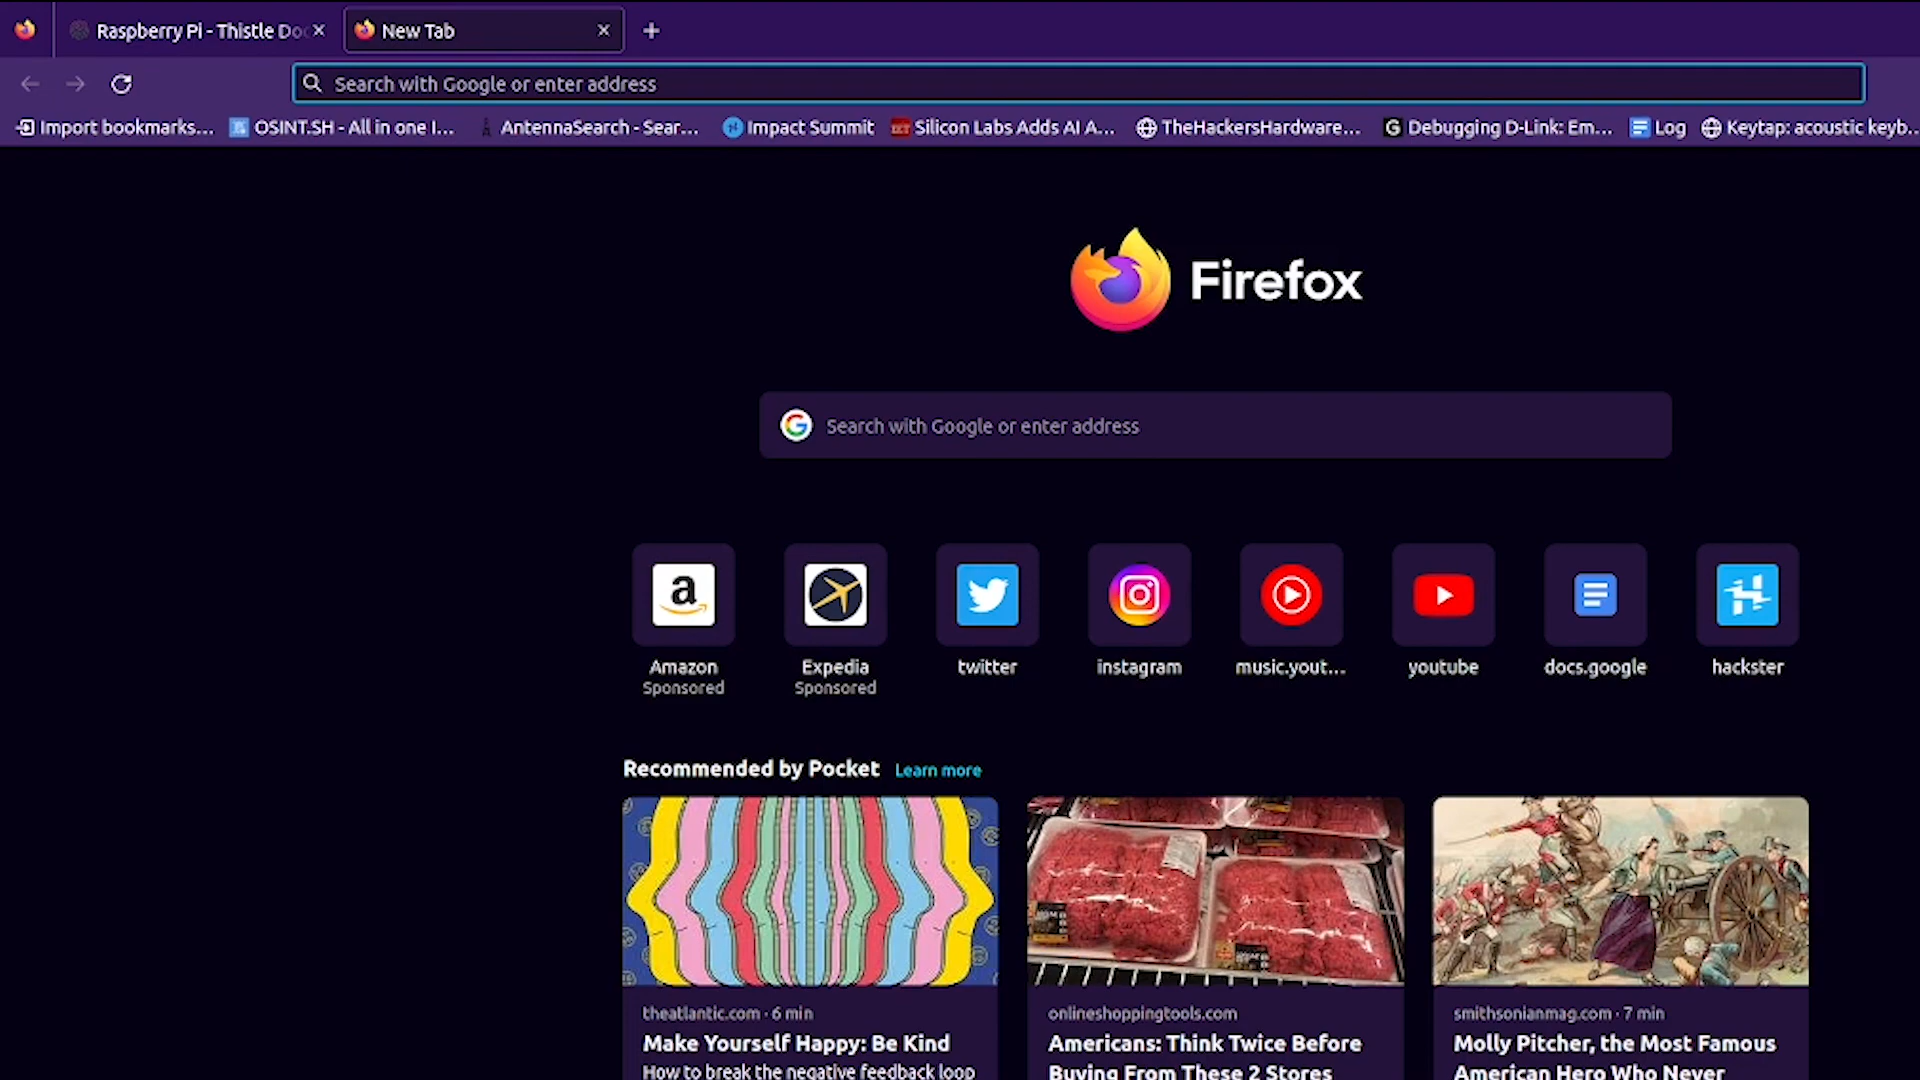 Raspberry Pi - Thistle Doc
New Tab
Search with Google or enter address
Import bookmarks...
OSINT.SH - All in one I...
AntennaSearch - Sear...
Impact Summit
Silicon Labs Adds AI A...
TheHackersHardware...
Debugging D-Link: Em...
Log
Keytap: acoustic keyb...
Firefox
Search with Google or enter address
Amazon
Sponsored
Expedia
Sponsored
twitter
instagram
music.yout...
youtube
docs.google
hackster
Recommended by Pocket Learn more
theatlantic.com · 6 min
Make Yourself Happy: Be Kind
How to break the negative feedback loop
onlineshoppingtools.com
Americans: Think Twice Before
Buying From These 2 Stores
smithsonianmag.com · 7 min
Molly Pitcher, the Most Famous
American Hero Who Never